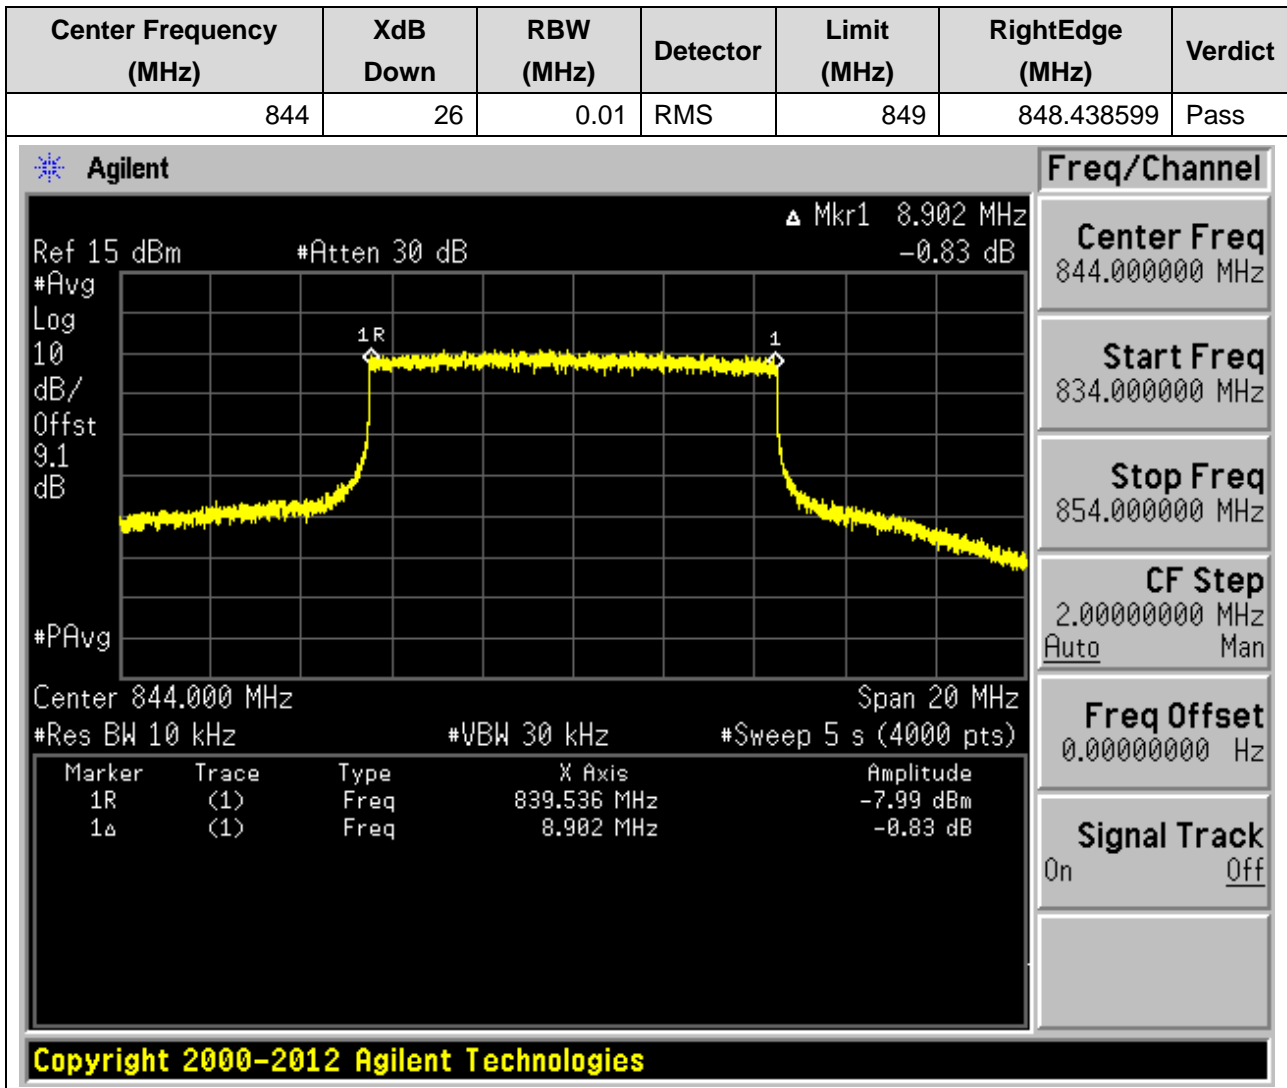 Center Frequency (MHz) XdB Down RBW (MHz) Detector Limit (MHz) RightEdge (MHz) Verdict
844 26 0.01 RMS 849 848.438599 Pass
Agilent
Freq/Channel
Δ Mkr1 8.902 MHz
Ref 15 dBm #Atten 30 dB -0.83 dB
#Avg
Log
10
dB/
Offst
9.1
dB
#PAvg
1R
1
Center 844.000 MHz Span 20 MHz
#Res BW 10 kHz #VBW 30 kHz #Sweep 5 s (4000 pts)
Marker Trace Type X Axis Amplitude
1R (1) Freq 839.536 MHz -7.99 dBm
1Δ (1) Freq 8.902 MHz -0.83 dB
Center Freq
844.000000 MHz
Start Freq
834.000000 MHz
Stop Freq
854.000000 MHz
CF Step
2.00000000 MHz
Auto Man
Freq Offset
0.00000000 Hz
Signal Track
On Off
Copyright 2000-2012 Agilent Technologies